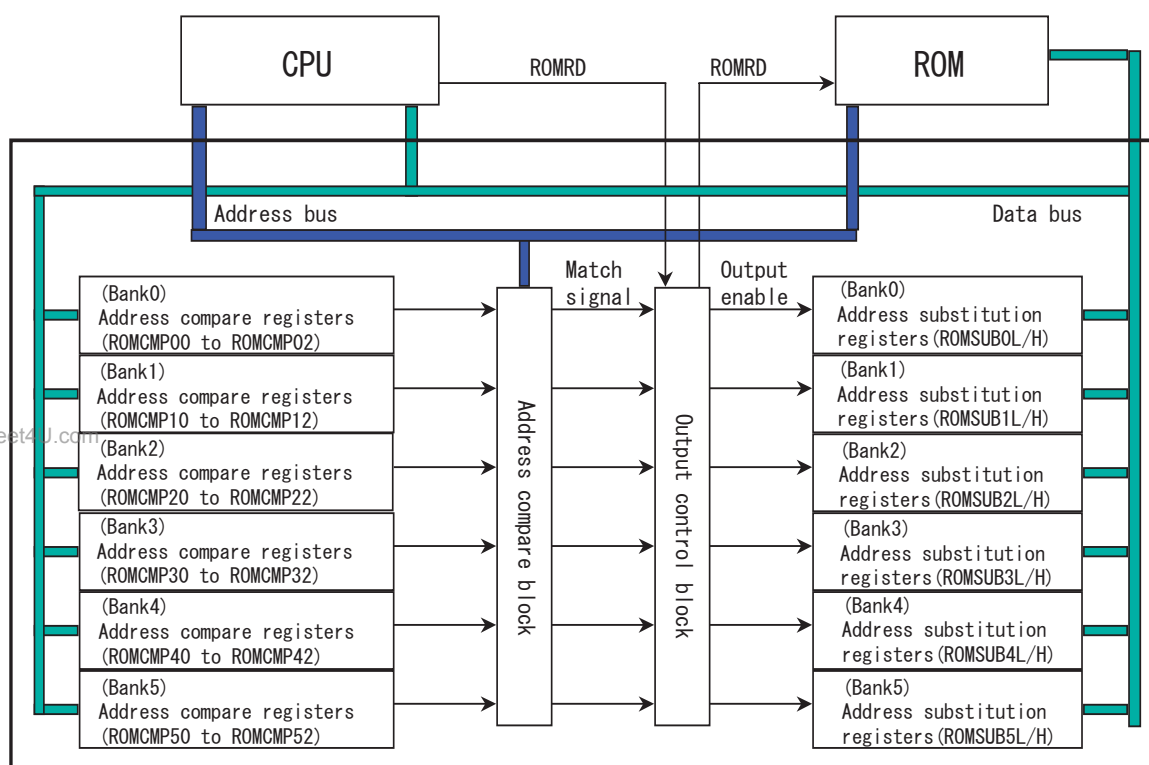 CPU
ROMRD
ROMRD
ROM
Address bus
Data bus
Match
signal
Output
enable
(Bank0)
Address compare registers
(ROMCMP00 to ROMCMP02)
(Bank1)
Address compare registers
(ROMCMP10 to ROMCMP12)
(Bank2)
Address compare registers
(ROMCMP20 to ROMCMP22)
(Bank3)
Address compare registers
(ROMCMP30 to ROMCMP32)
(Bank4)
Address compare registers
(ROMCMP40 to ROMCMP42)
(Bank5)
Address compare registers
(ROMCMP50 to ROMCMP52)
Address compare block
Output control block
(Bank0)
Address substitution
registers(ROMSUB0L/H)
(Bank1)
Address substitution
registers(ROMSUB1L/H)
(Bank2)
Address substitution
registers(ROMSUB2L/H)
(Bank3)
Address substitution
registers(ROMSUB3L/H)
(Bank4)
Address substitution
registers(ROMSUB4L/H)
(Bank5)
Address substitution
registers(ROMSUB5L/H)
eet4U.com